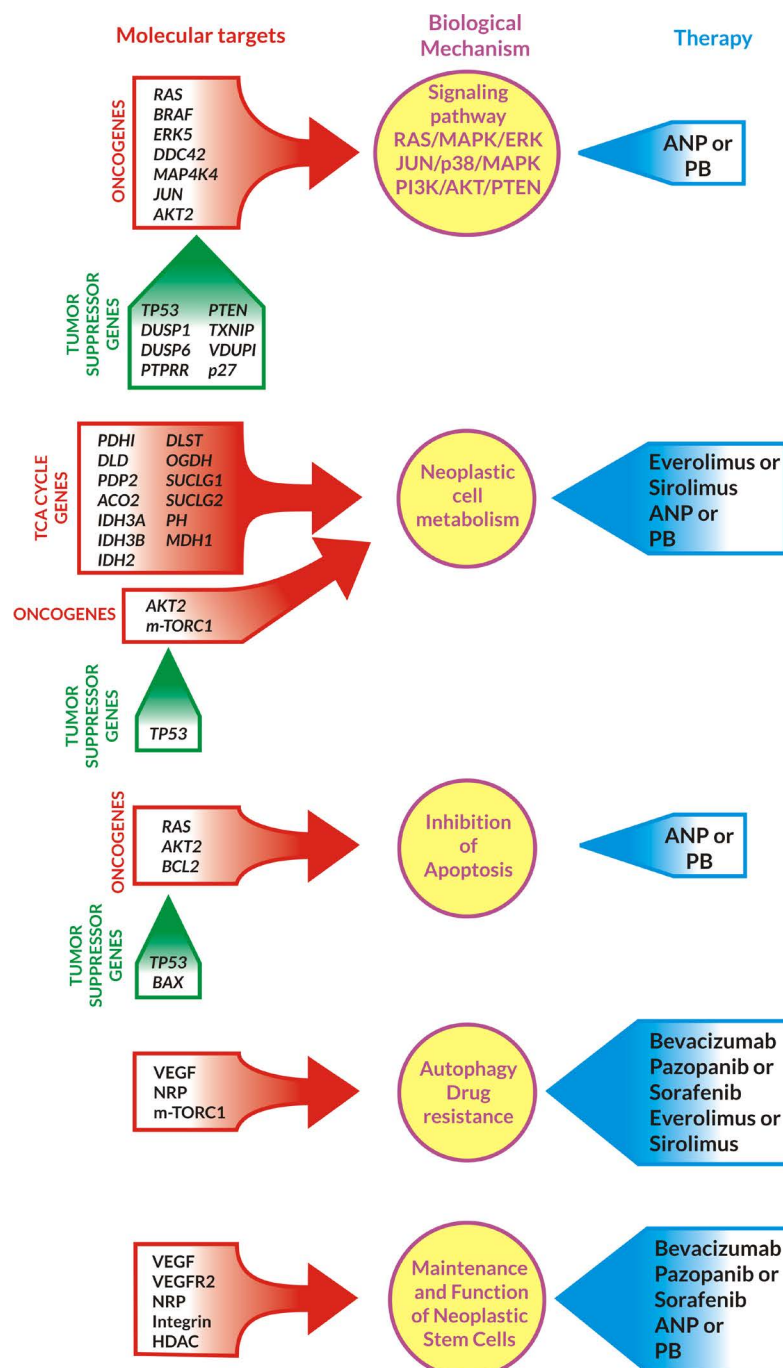 Molecular targets
Biological
Mechanism
Therapy
ONCOGENES
RAS
BRAF
ERK5
DDC42
MAP4K4
JUN
AKT2
Signaling
pathway
RAS/MAPK/ERK
JUN/p38/MAPK
PI3K/AKT/PTEN
ANP or
PB
TUMOR
SUPPRESSOR
GENES
TP53 PTEN
DUSP1 TXNIP
DUSP6 VDUPI
PTPRR p27
TCA CYCLE
GENES
PDHI DLST
DLD OGDH
PDP2 SUCLG1
ACO2 SUCLG2
IDH3A PH
IDH3B MDH1
IDH2
Neoplastic
cell
metabolism
Everolimus or
Sirolimus
ANP or
PB
ONCOGENES
AKT2
m-TORC1
TUMOR
SUPPRESSOR
GENES
TP53
ONCOGENES
RAS
AKT2
BCL2
Inhibition
of
Apoptosis
ANP or
PB
TUMOR
SUPPRESSOR
GENES
TP53
BAX
VEGF
NRP
m-TORC1
Autophagy
Drug
resistance
Bevacizumab
Pazopanib or
Sorafenib
Everolimus or
Sirolimus
VEGF
VEGFR2
NRP
Integrin
HDAC
Maintenance
and Function
of Neoplastic
Stem Cells
Bevacizumab
Pazopanib or
Sorafenib
ANP or
PB